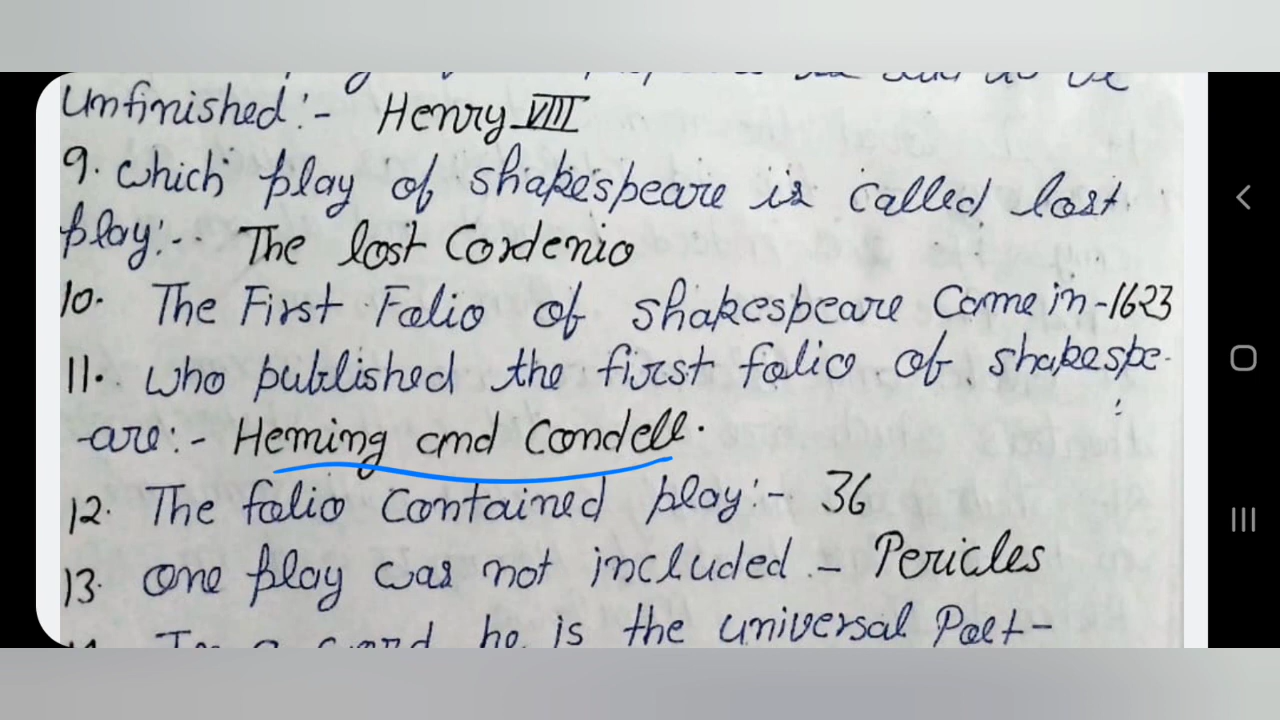 unfinished:- Henry VIII
9. which play of shakespeare is called lost
play:-. The lost Cordenio
10. The First Folio of shakespeare Come in-1623
11. who published the first folio of shakespe-
-are:- Heming and Condell.
12. The folio contained play:- 36
13. one play was not included - Pericles
he is the universal Poet-